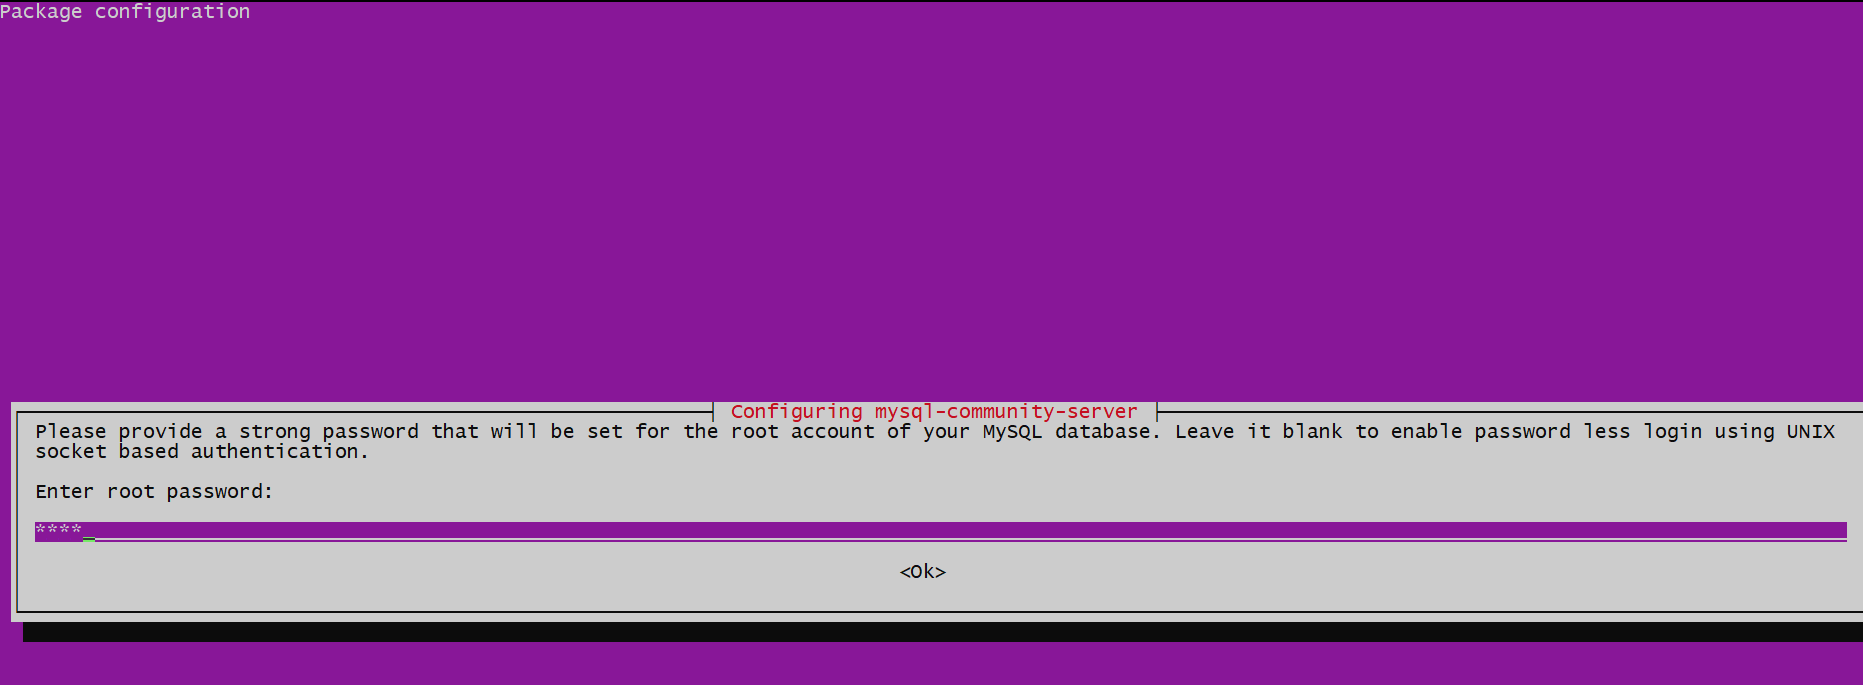 Package configuration
Configuring mysql-community-server
Please provide a strong password that will be set for the root account of your MySQL database. Leave it blank to enable password less login using UNIX
socket based authentication.
Enter root password:
****_
<Ok>